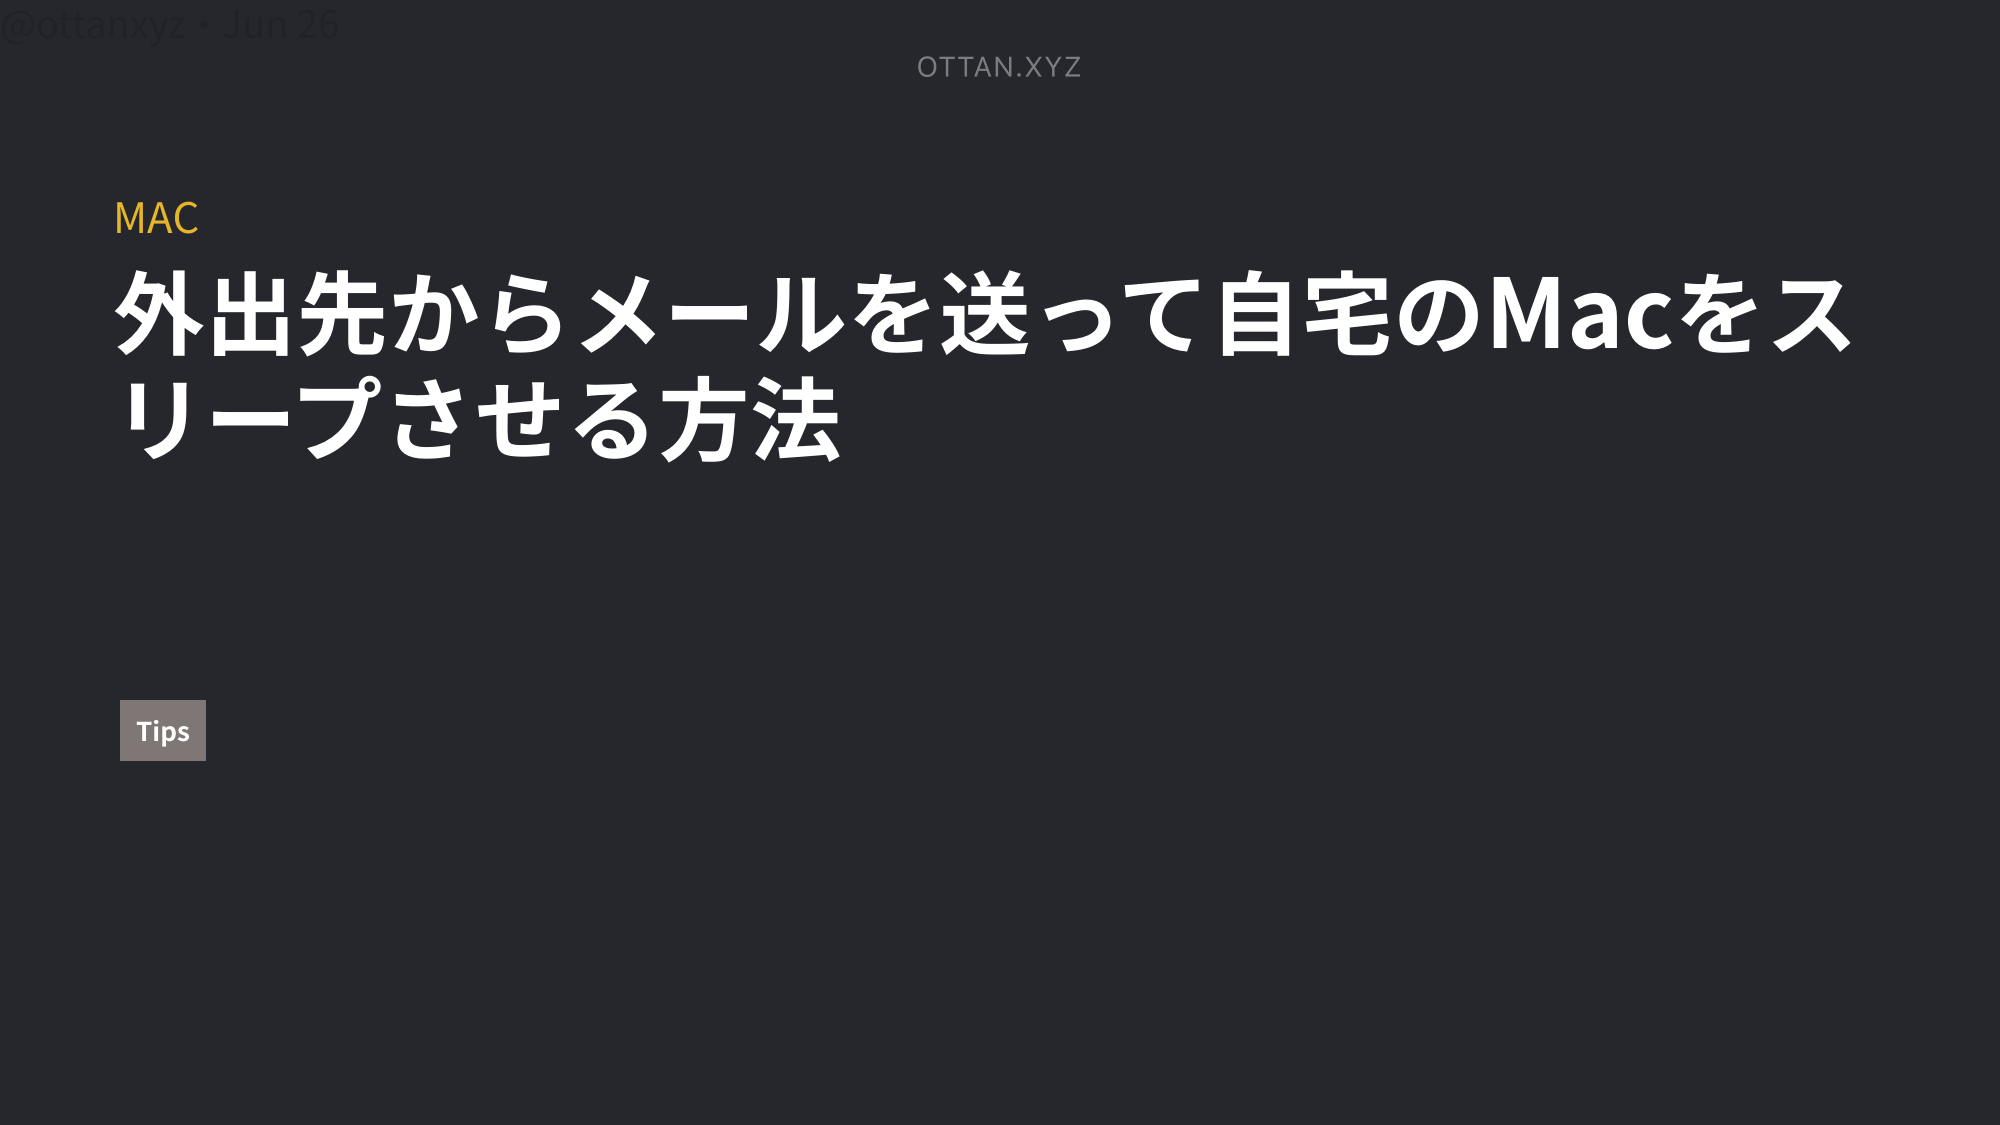 @ottanxyz・Jun 26
OTTAN.XYZ
MAC
外出先からメールを送って自宅のMacをス
リープさせる方法
Tips